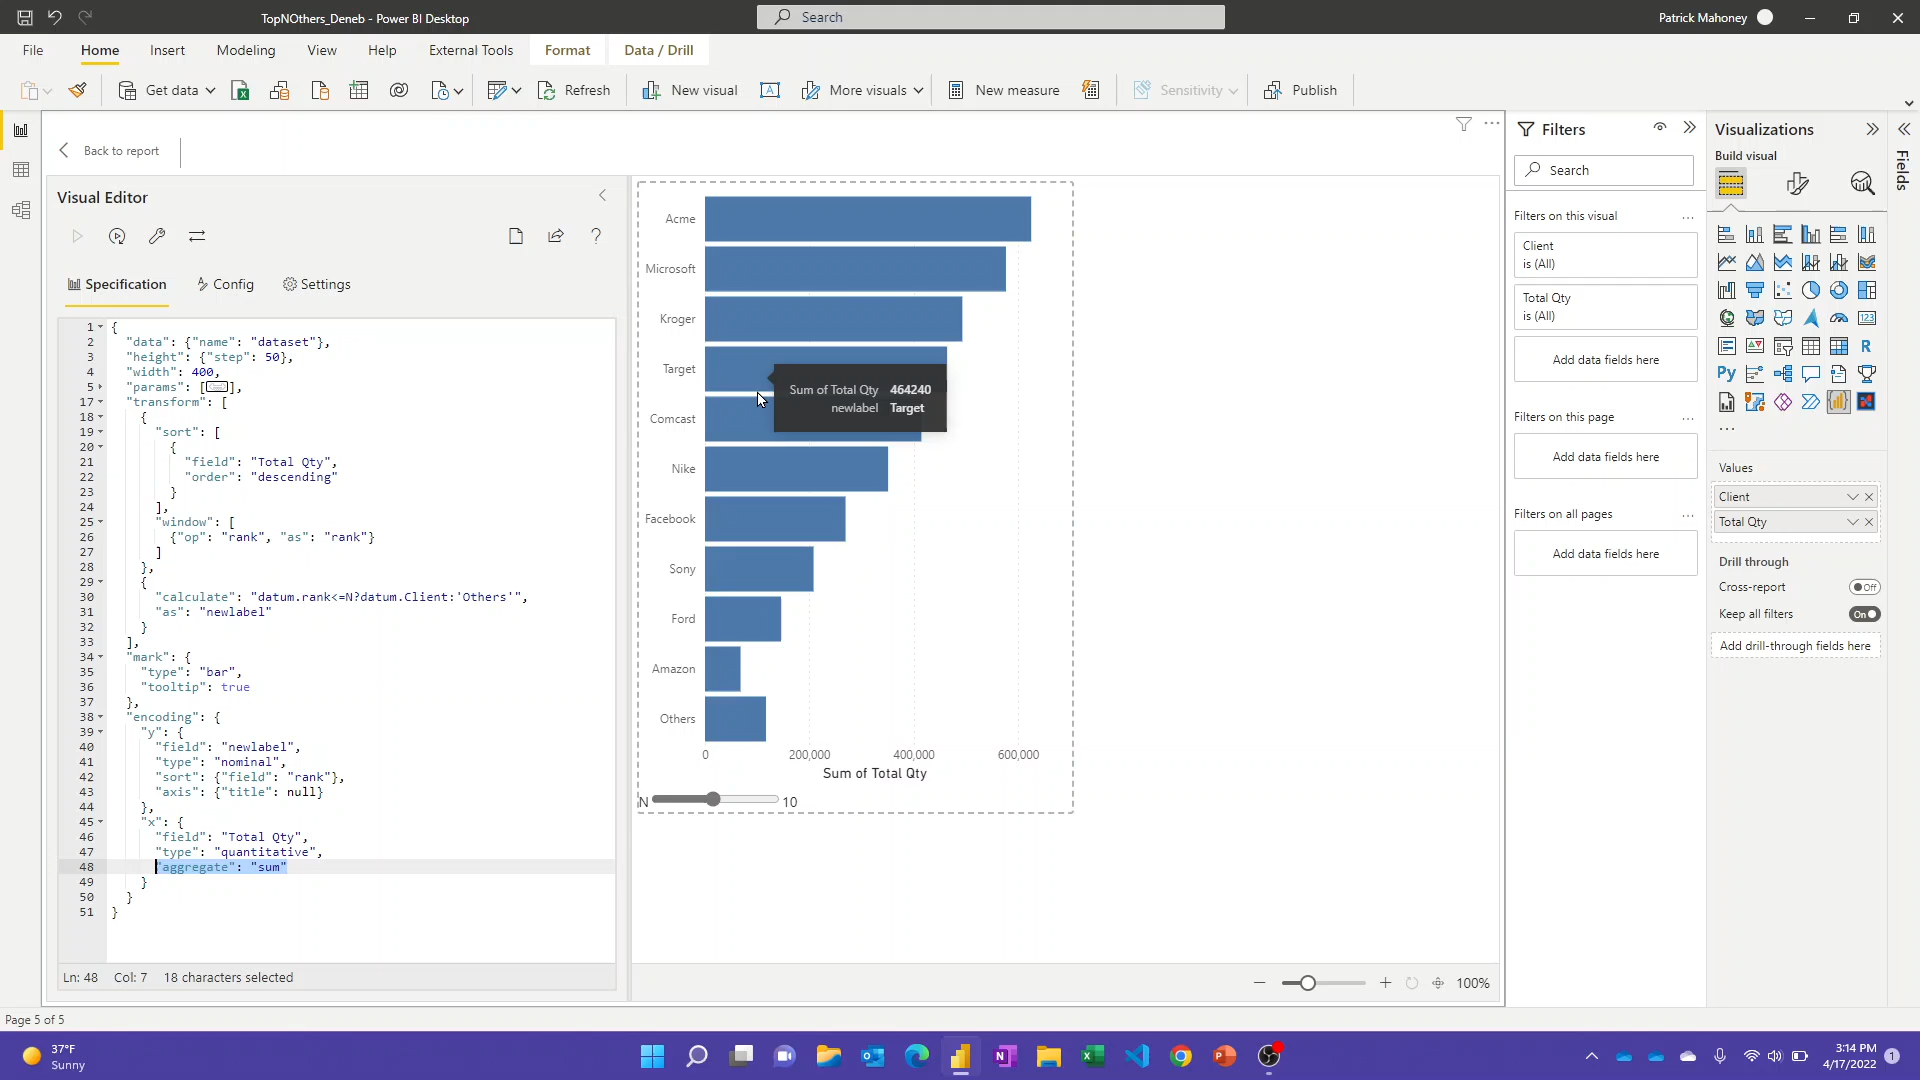 TopNOthers_Deneb - Power BI Desktop
Search
Patrick Mahoney
File
Home
Insert
Modeling
View
Help
External Tools
Format
Data / Drill
Get data
Refresh
New visual
More visuals
New measure
Sensitivity
Publish
Back to report
Visual Editor
Specification
Config
Settings
1 {
2 "data": {"name": "dataset"},
3 "height": {"step": 50},
4 "width": 400,
5 "params": [],
17 "transform": [
18 {
19 "sort": [
20 {
21 "field": "Total Qty",
22 "order": "descending"
23 }
24 ],
25 "window": [
26 {"op": "rank", "as": "rank"}
27 ]
28 },
29 {
30 "calculate": "datum.rank<=N?datum.Client:'Others'",
31 "as": "newlabel"
32 }
33 ],
34 "mark": {
35 "type": "bar",
36 "tooltip": true
37 },
38 "encoding": {
39 "y": {
40 "field": "newlabel",
41 "type": "nominal",
42 "sort": {"field": "rank"},
43 "axis": {"title": null}
44 },
45 "x": {
46 "field": "Total Qty",
47 "type": "quantitative",
48 "aggregate": "sum"
49 }
50 }
51 }
Ln: 48 Col: 7 18 characters selected
Acme
Microsoft
Kroger
Target
Comcast
Nike
Facebook
Sony
Ford
Amazon
Others
Sum of Total Qty 464240
newlabel Target
0 200,000 400,000 600,000
Sum of Total Qty
N 10
100%
Filters
Search
Filters on this visual
...
Client
is (All)
Total Qty
is (All)
Add data fields here
Filters on this page
...
Add data fields here
Filters on all pages
...
Add data fields here
Visualizations
Build visual
123
R
Py
...
Values
Client
Total Qty
Drill through
Cross-report
Off
Keep all filters
On
Add drill-through fields here
Fields
Page 5 of 5
37°F
Sunny
3:14 PM
4/17/2022
1